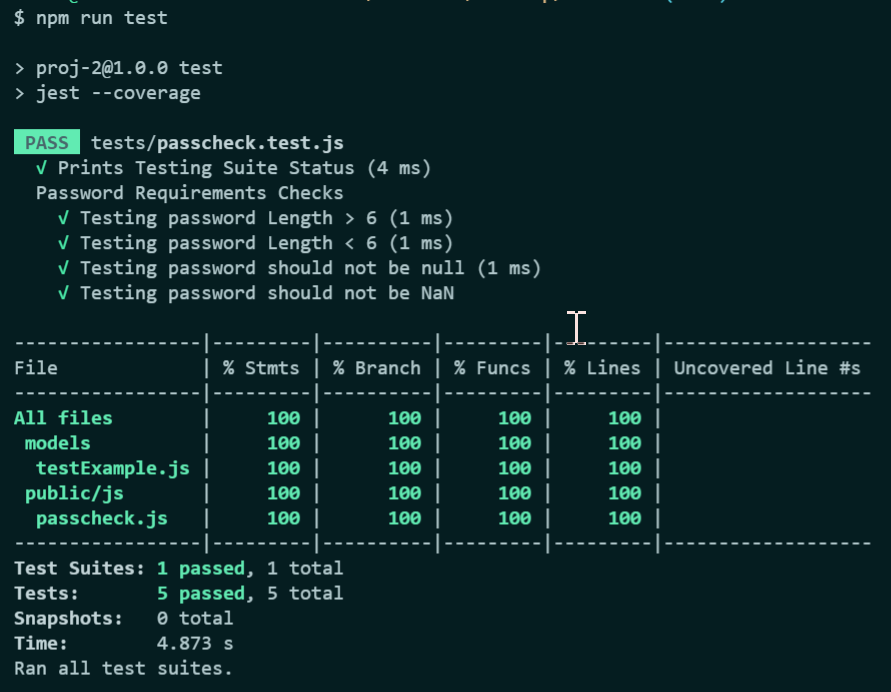 $ npm run test
> proj-2@1.0.0 test
> jest --coverage
PASS tests/passcheck.test.js
√ Prints Testing Suite Status (4 ms)
Password Requirements Checks
√ Testing password Length > 6 (1 ms)
√ Testing password Length < 6 (1 ms)
√ Testing password should not be null (1 ms)
√ Testing password should not be NaN
-----------------|---------|----------|---------|---------|-------------------
File             | % Stmts | % Branch | % Funcs | % Lines | Uncovered Line #s
-----------------|---------|----------|---------|---------|-------------------
All files        |     100 |      100 |     100 |     100 |
 models          |     100 |      100 |     100 |     100 |
  testExample.js |     100 |      100 |     100 |     100 |
 public/js       |     100 |      100 |     100 |     100 |
  passcheck.js   |     100 |      100 |     100 |     100 |
-----------------|---------|----------|---------|---------|-------------------
Test Suites: 1 passed, 1 total
Tests:       5 passed, 5 total
Snapshots:   0 total
Time:        4.873 s
Ran all test suites.